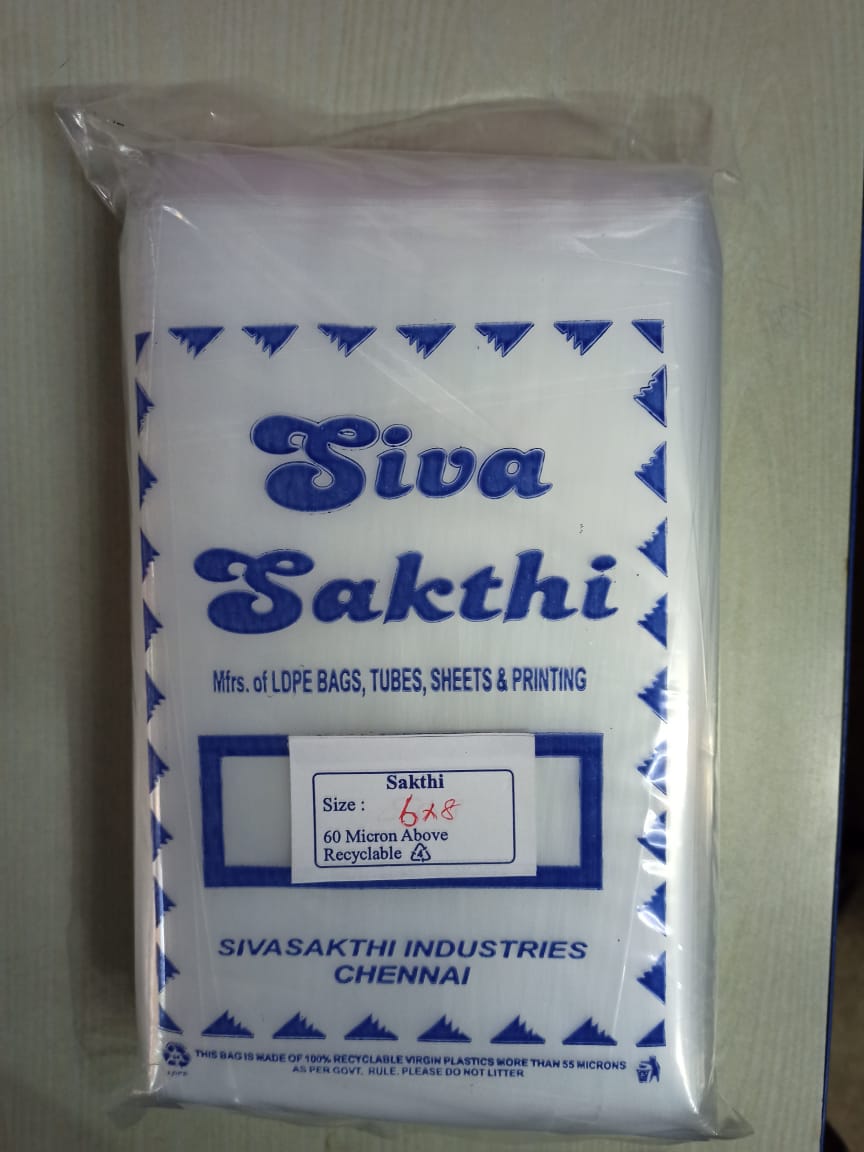 Siva
Sakthi
Mfrs. of LDPE BAGS, TUBES, SHEETS & PRINTING
Sakthi
Size : 6x8
60 Micron Above
Recyclable
4
SIVASAKTHI INDUSTRIES
CHENNAI
THIS BAG IS MADE OF 100% RECYCLABLE VIRGIN PLASTICS MORE THAN 55 MICRONS
AS PER GOVT. RULE. PLEASE DO NOT LITTER